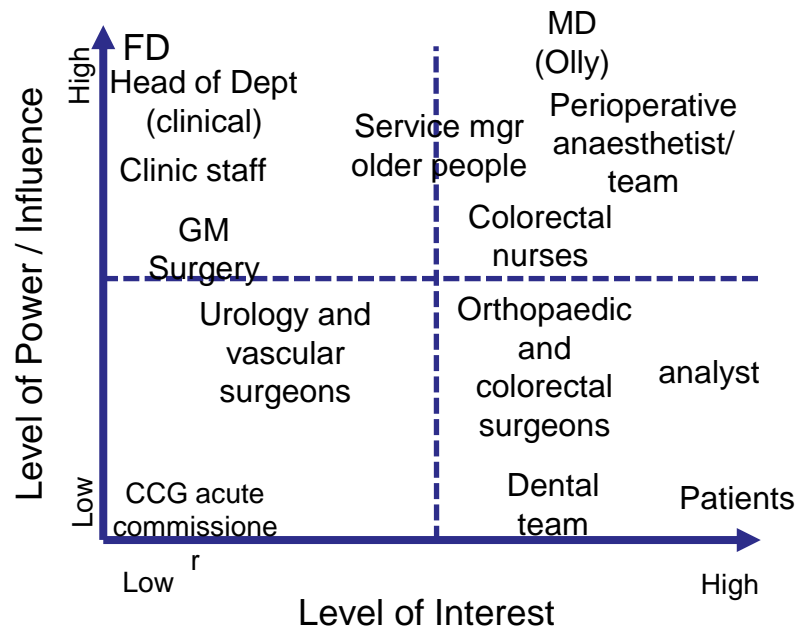 FD
Head of Dept
(clinical)
Clinic staff
GM
Surgery
Service mgr
older people
MD
(Olly)
Perioperative
anaesthetist/
team
Colorectal
nurses
Urology and
vascular
surgeons
CCG acute
commissione
r
Orthopaedic
and
colorectal
surgeons
analyst
Dental
team
Patients
Level of Power / Influence
High
Low
Low
High
Level of Interest